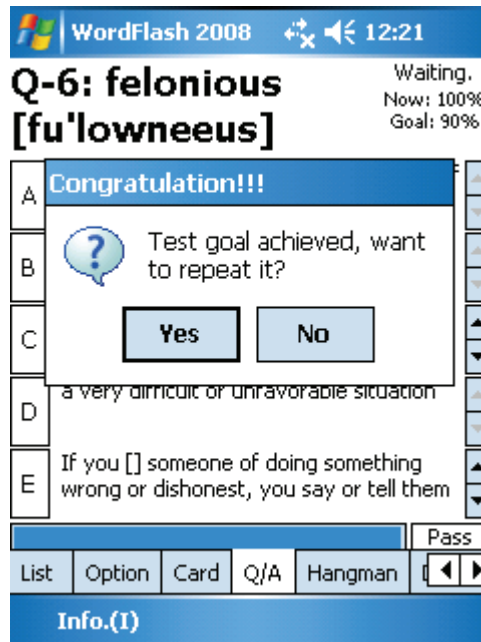 WordFlash 2008 12:21
Q-6: felonious
[fu'lowneeus]
Waiting.
Now: 100%
Goal: 90%
A
Congratulation!!!
Test goal achieved, want
to repeat it?
Yes No
B
C
D
a very difficult or unfavorable situation
E
If you [] someone of doing something
wrong or dishonest, you say or tell them
Pass
List Option Card Q/A Hangman
Info.(I)